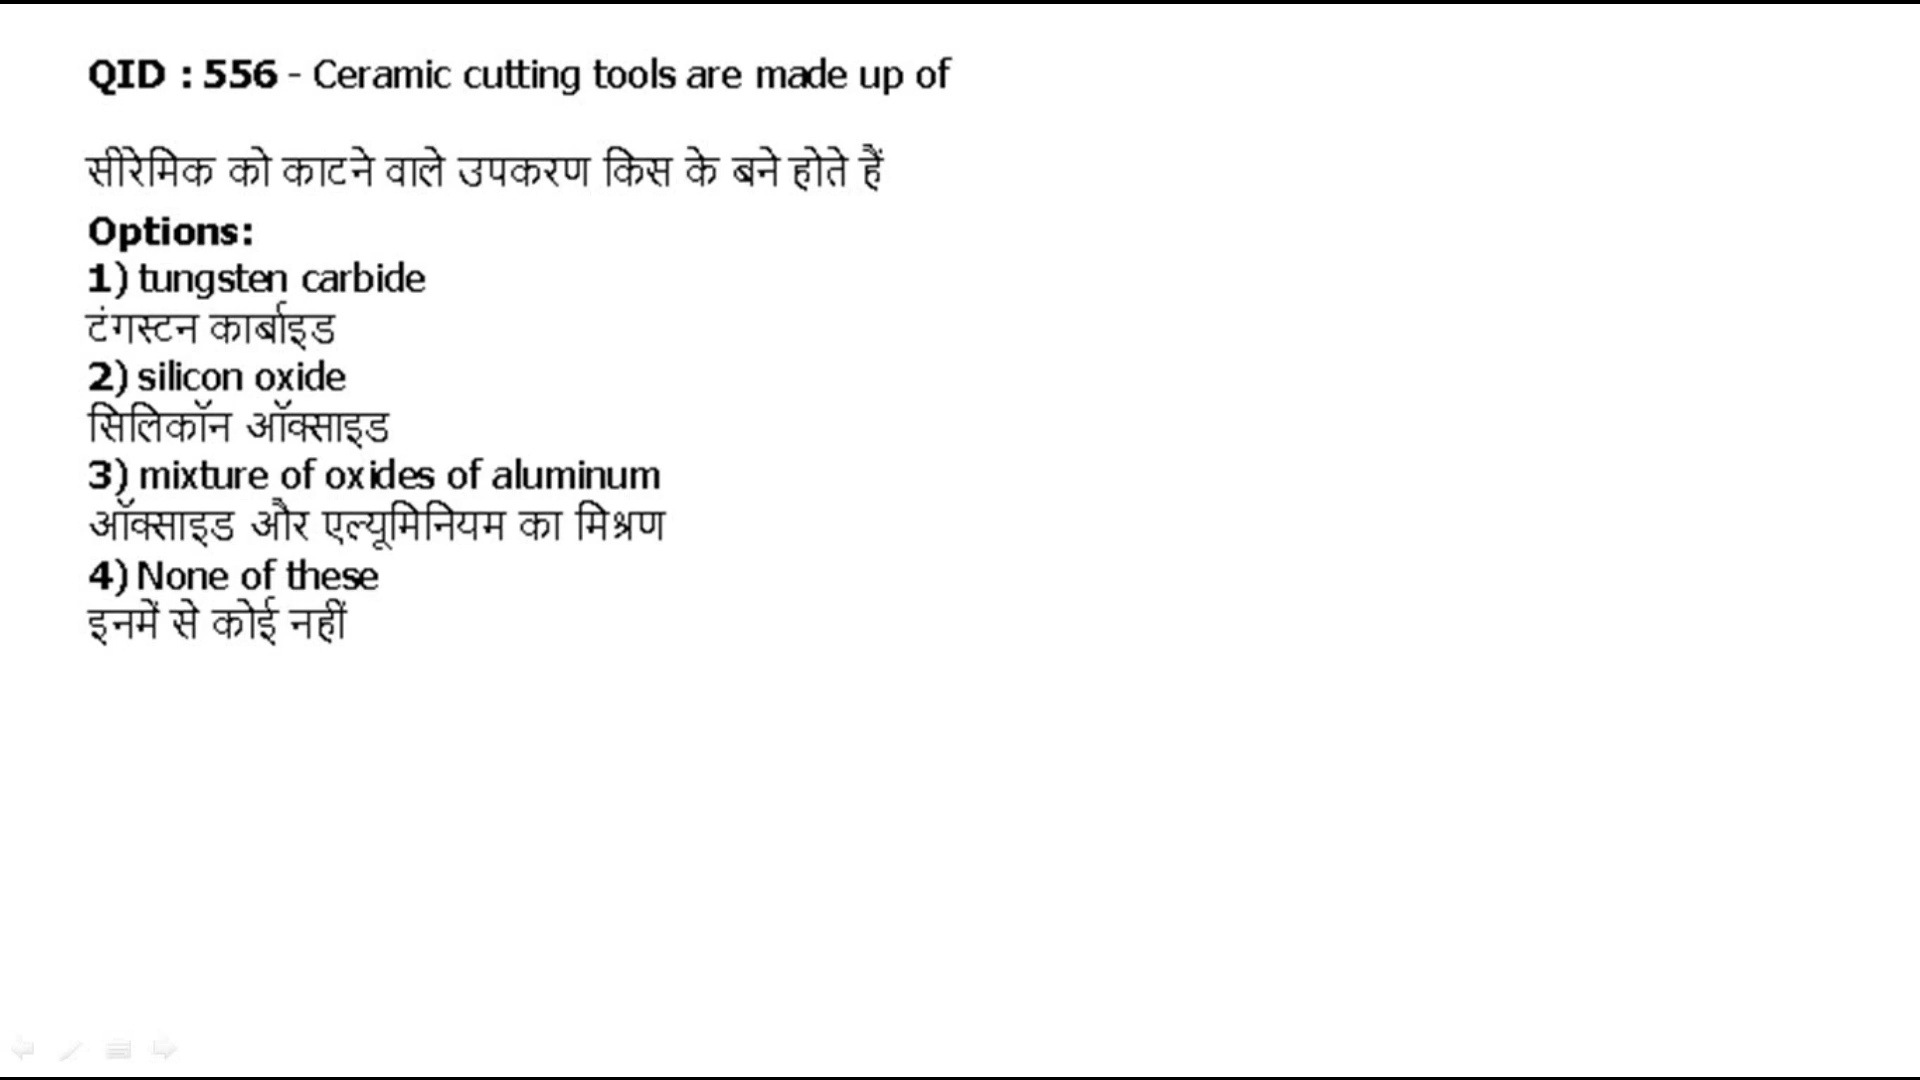 QID : 556 - Ceramic cutting tools are made up of
सीरेमिक को काटने वाले उपकरण किस के बने होते हैं
Options:
1) tungsten carbide
टंगस्टन कार्बाइड
2) silicon oxide
सिलिकॉन ऑक्साइड
3) mixture of oxides of aluminum
ऑक्साइड और एल्यूमिनियम का मिश्रण
4) None of these
इनमें से कोई नहीं